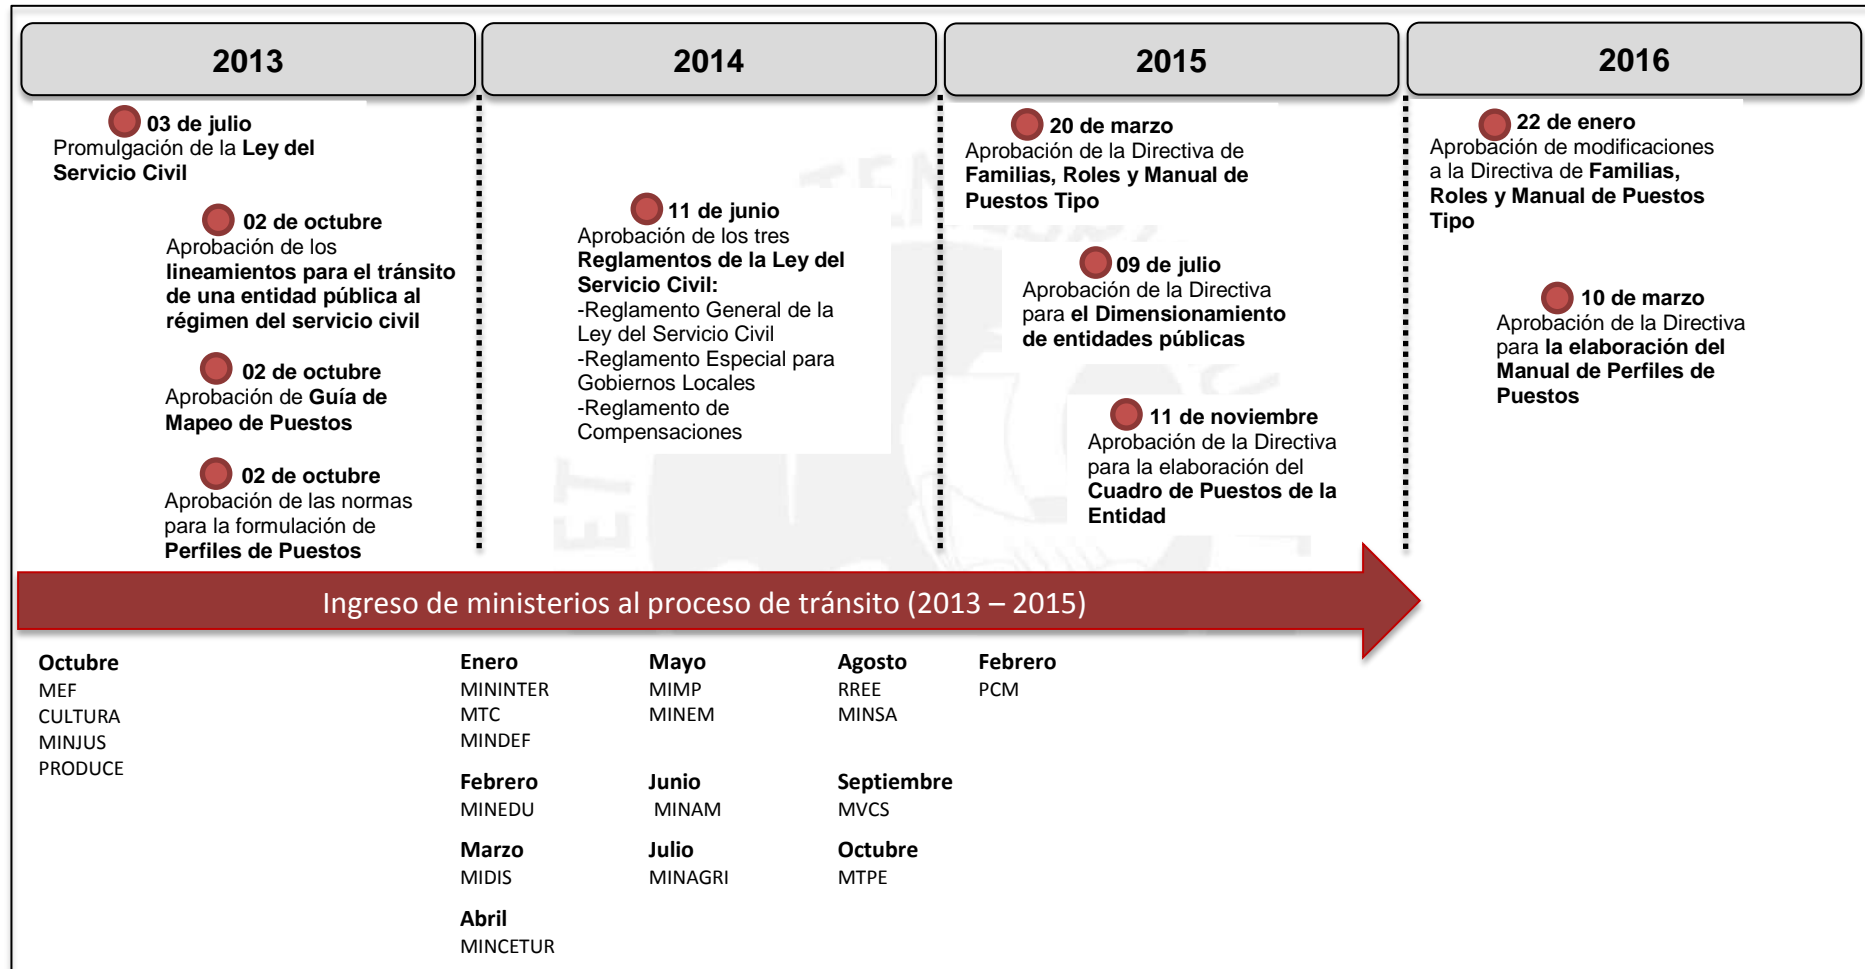 2013
03 de julio
Promulgación de la Ley del
Servicio Civil
02 de octubre
Aprobación de los
lineamientos para el tránsito
de una entidad pública al
régimen del servicio civil
02 de octubre
Aprobación de Guía de
Mapeo de Puestos
02 de octubre
Aprobación de las normas
para la formulación de
Perfiles de Puestos
2014
11 de junio
Aprobación de los tres
Reglamentos de la Ley del
Servicio Civil:
-Reglamento General de la
Ley del Servicio Civil
-Reglamento Especial para
Gobiernos Locales
-Reglamento de
Compensaciones
2015
20 de marzo
Aprobación de la Directiva de
Familias, Roles y Manual de
Puestos Tipo
09 de julio
Aprobación de la Directiva
para el Dimensionamiento
de entidades públicas
11 de noviembre
Aprobación de la Directiva
para la elaboración del
Cuadro de Puestos de la
Entidad
2016
22 de enero
Aprobación de modificaciones
a la Directiva de Familias,
Roles y Manual de Puestos
Tipo
10 de marzo
Aprobación de la Directiva
para la elaboración del
Manual de Perfiles de
Puestos
Ingreso de ministerios al proceso de tránsito (2013 – 2015)
Octubre
MEF
CULTURA
MINJUS
PRODUCE
Enero
MININTER
MTC
MINDEF
Febrero
MINEDU
Marzo
MIDIS
Abril
MINCETUR
Mayo
MIMP
MINEM
Junio
MINAM
Julio
MINAGRI
Agosto
RREE
MINSA
Septiembre
MVCS
Octubre
MTPE
Febrero
PCM
ET